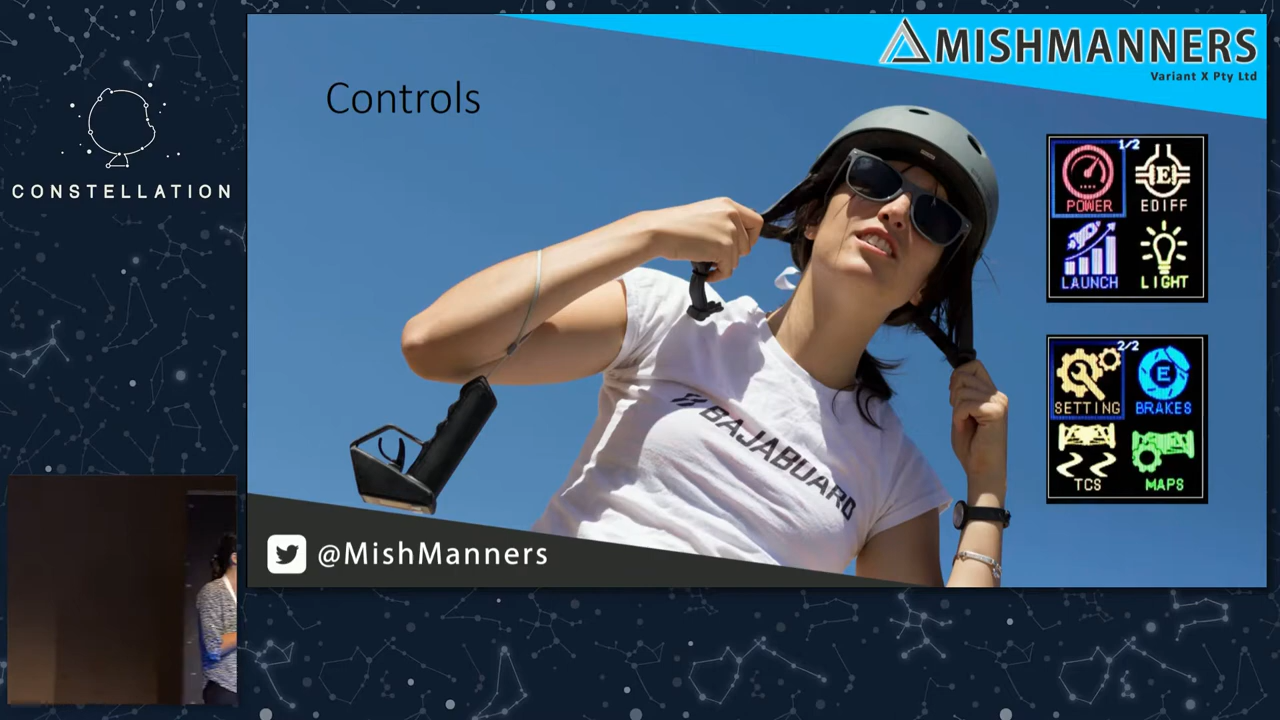 CONSTELLATION
MISHMANNERS
Variant X Pty Ltd
Controls
1/2
POWER
EDIFF
LAUNCH
LIGHT
2/2
SETTING
BRAKES
TCS
MAPS
BAJABOARD
@MishManners